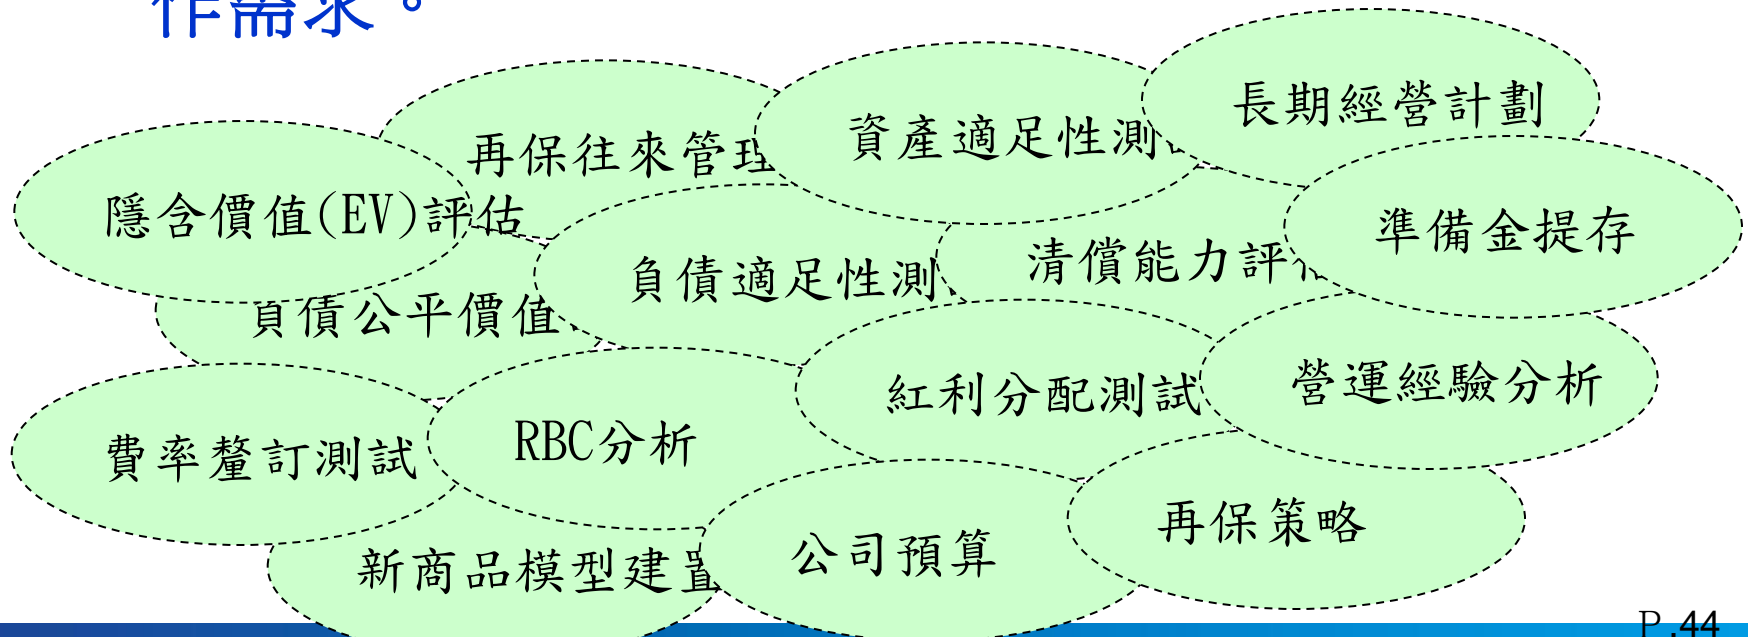 作需求。
長期經營計劃
資產適足性測
再保往來管理
隱含價值(EV)評估
準備金提存
清償能力評
負債適足性測
負債公平價值
營運經驗分析
紅利分配測試
RBC分析
費率釐訂測試
再保策略
公司預算
新商品模型建置
P.44